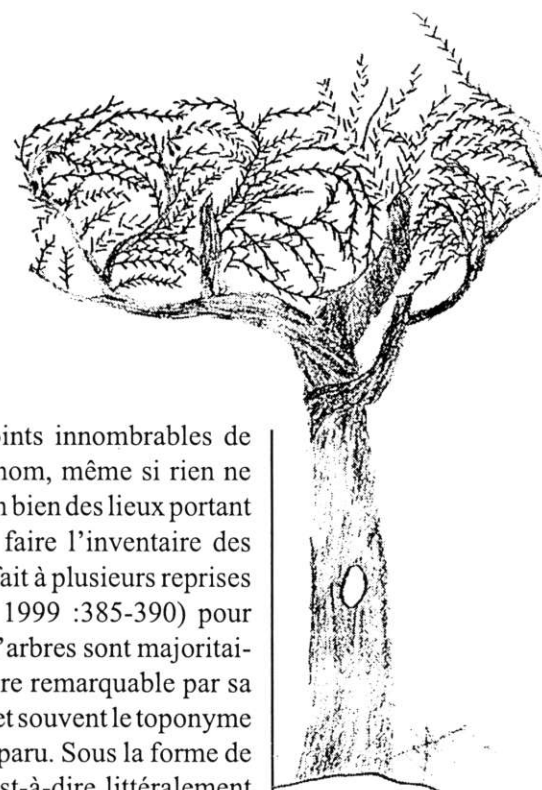 oints innombrables de
nom, même si rien ne
n bien des lieux portant
faire l'inventaire des
fait à plusieurs reprises
1999 :385-390) pour
'arbres sont majoritai-
re remarquable par sa
et souvent le toponyme
paru. Sous la forme de
st-à-dire littéralement